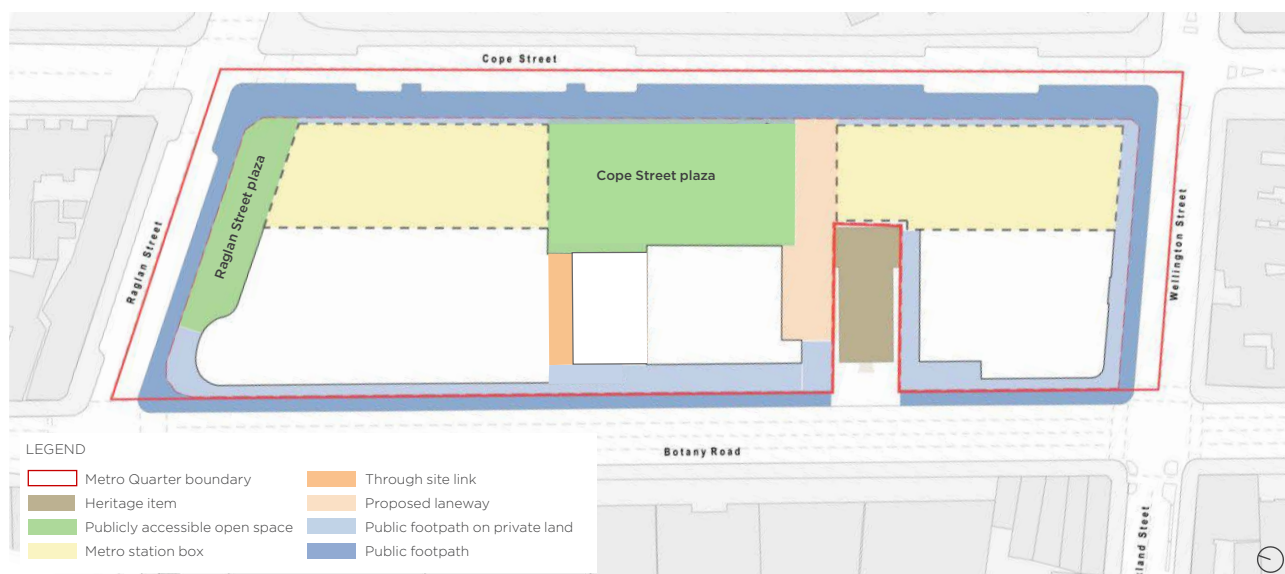 Cope Street
Raglan Street plaza
Cope Street plaza
Raglan Street
Wellington Street
Botany Road
LEGEND
Metro Quarter boundary
Heritage item
Publicly accessible open space
Metro station box
Through site link
Proposed laneway
Public footpath on private land
Public footpath
land Street